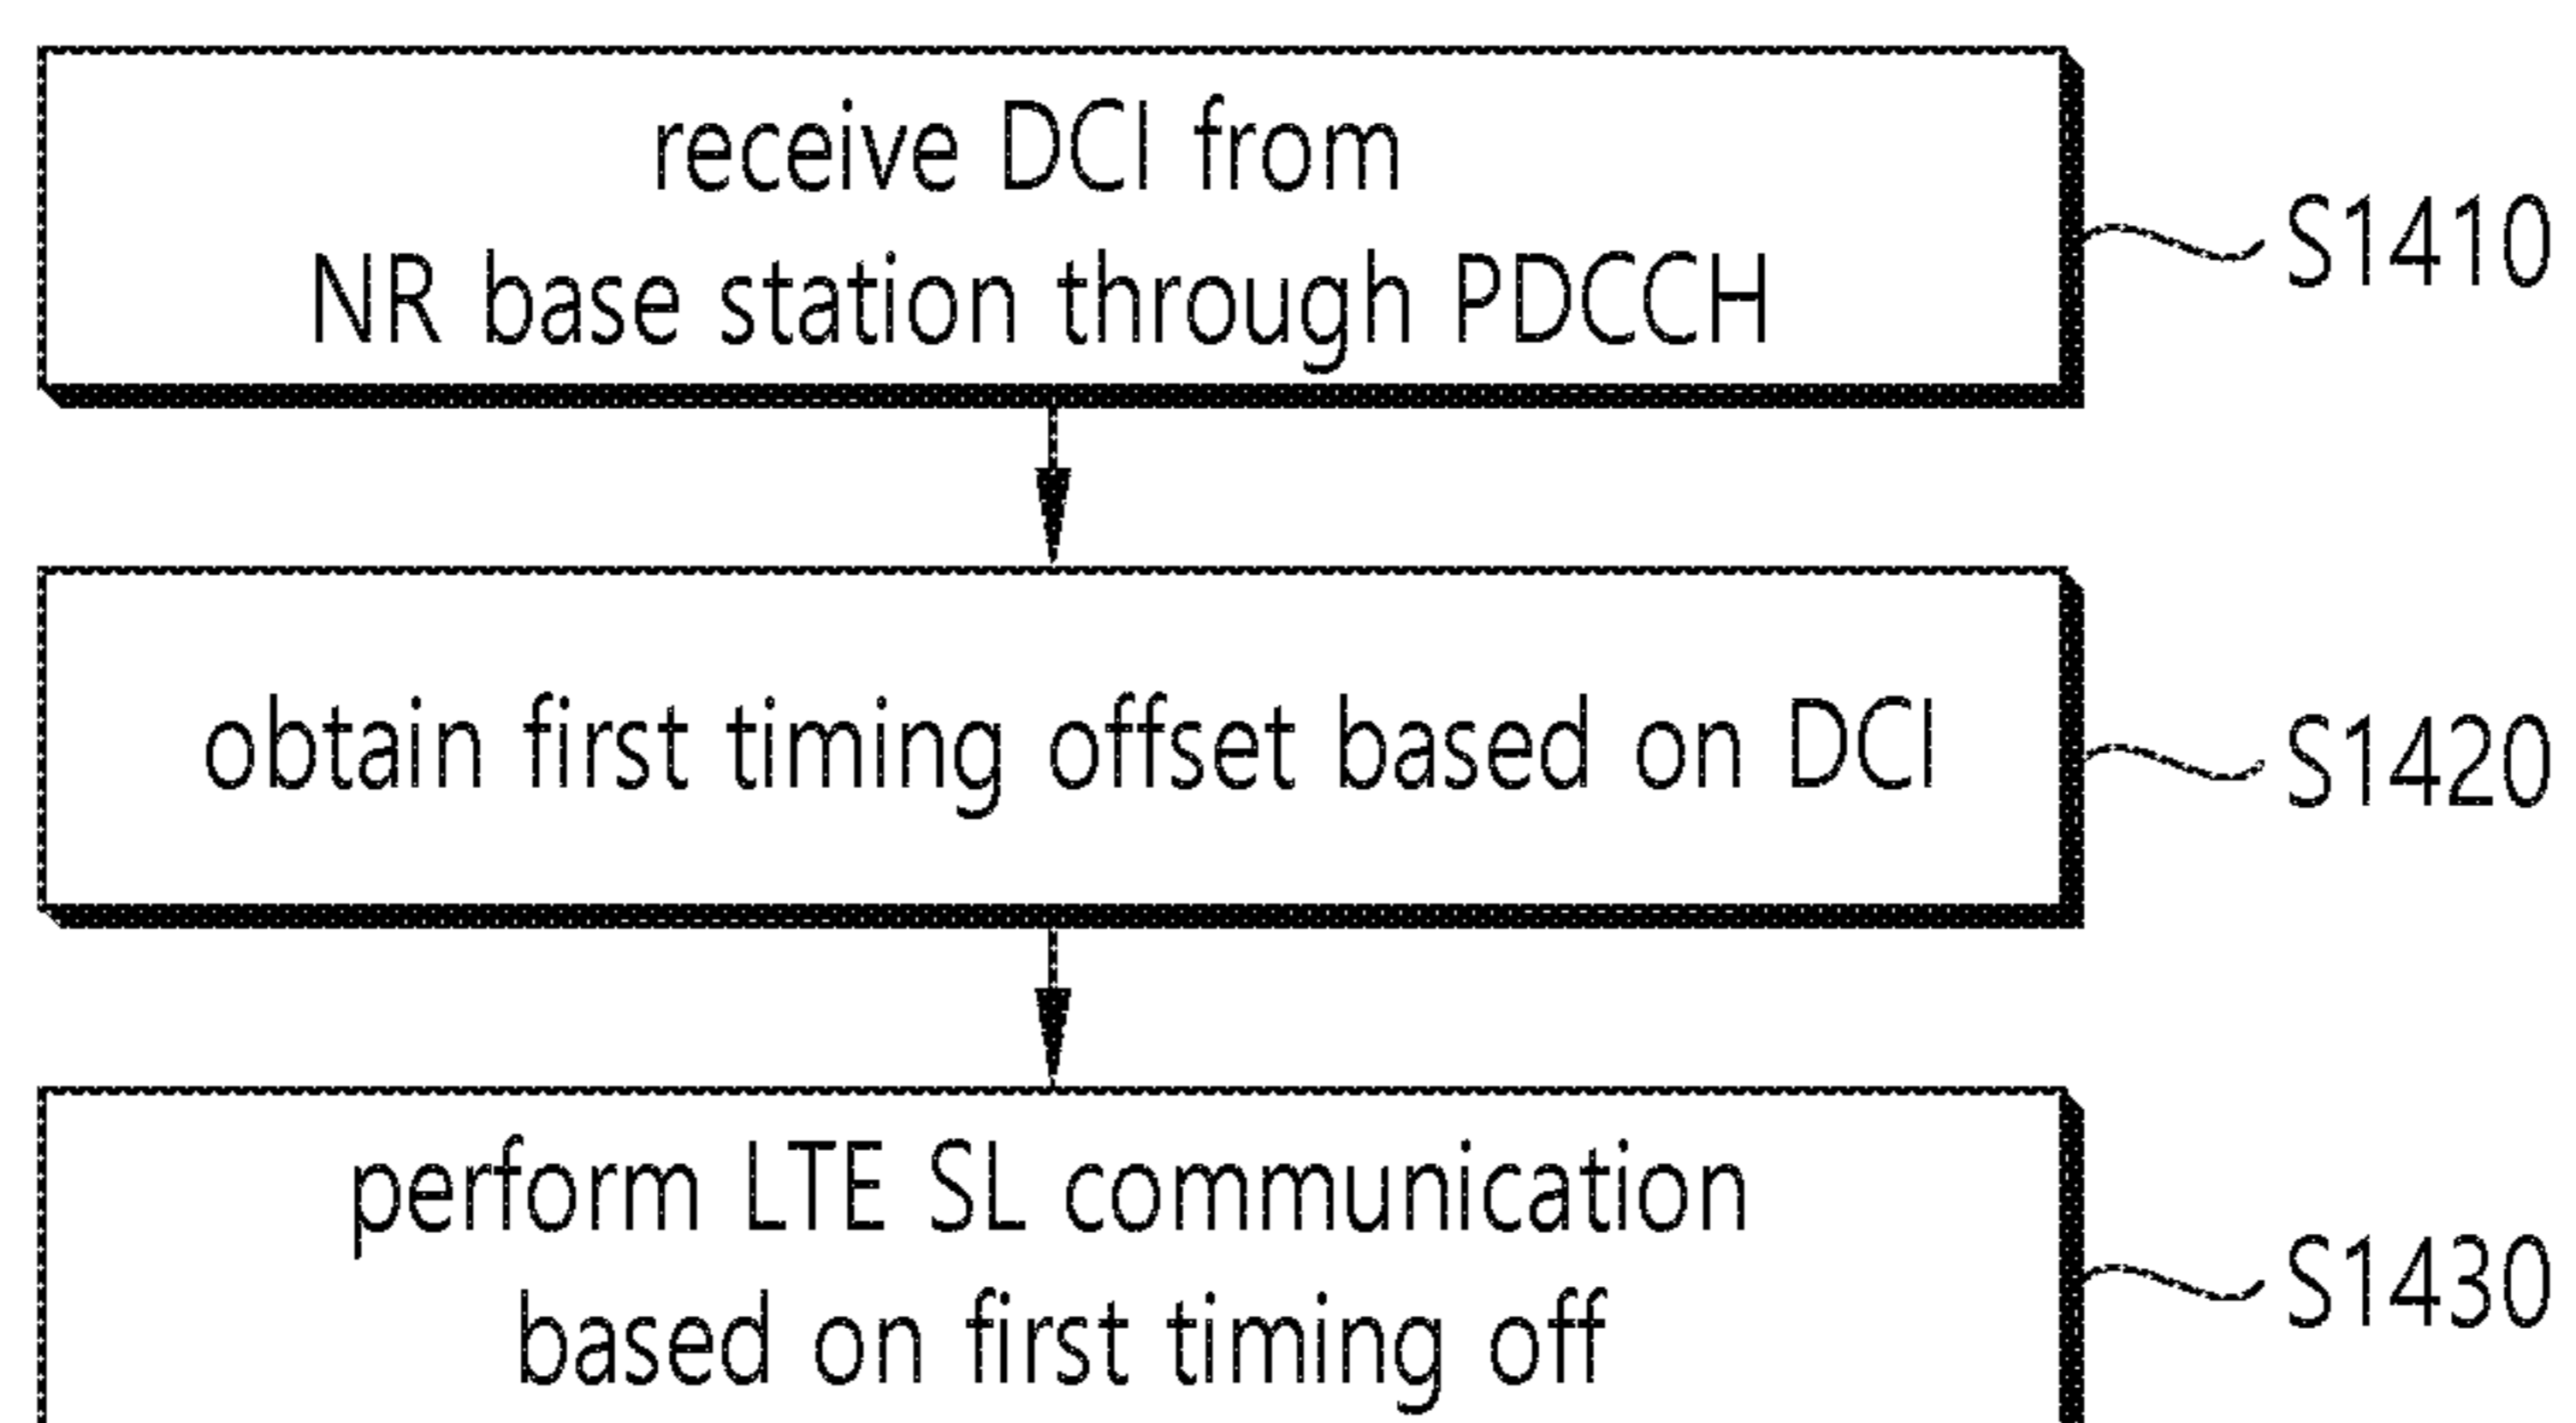 receive DCI from
NR base station through PDCCH
S1410
obtain first timing offset based on DCI
S1420
perform LTE SL communication
based on first timing off
S1430